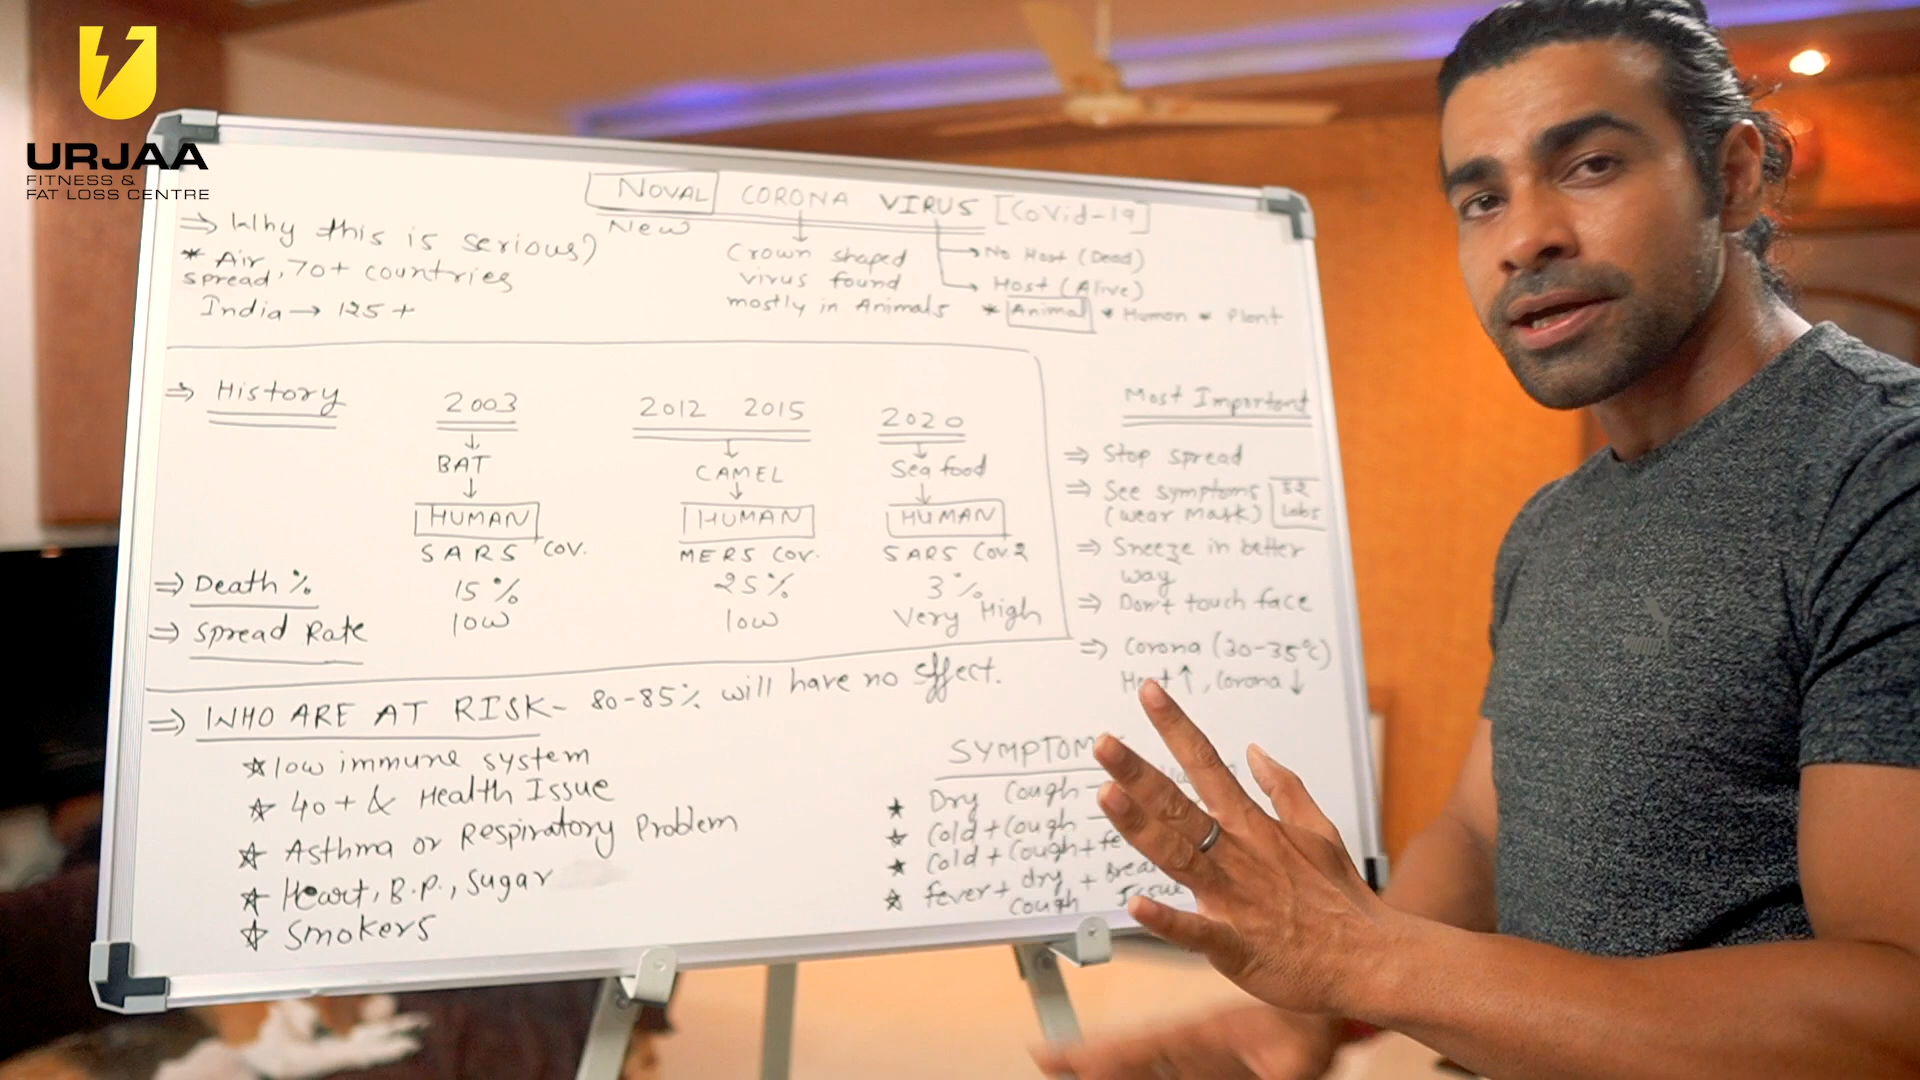 URJAA
FITNESS &
FAT LOSS CENTRE
NOVAL CORONA VIRUS [CoVid-19]
New
⇒ Why this is serious?
* Air spread, 70+ countries
India → 125+
Crown shaped
virus found
mostly in Animals
→ No Host (Dead)
→ Host (Alive)
* Animal * Human * Plant
⇒ History
2003
↓
BAT
↓
HUMAN
SARS COV.
2012 2015
↓
CAMEL
↓
HUMAN
MERS COV.
2020
↓
Sea food
↓
HUMAN
SARS COV 2
⇒ Death % 15% 25% 3%
⇒ Spread Rate low low Very High
Most Important
⇒ Stop spread
⇒ See symptoms 52 Labs
(wear mask)
⇒ Sneeze in better
way
⇒ Don't touch face
⇒ Corona (30-35°C)
Heat ↑, Corona ↓
⇒ WHO ARE AT RISK - 80-85% will have no effect.
☆ low immune system
☆ 40+ & Health Issue
☆ Asthma or Respiratory Problem
☆ Heart, B.P., Sugar
☆ Smokers
SYMPTOM
★ Dry Cough
★ Cold + Cough
★ Cold + Cough +
☆ fever + dry cough + Issue